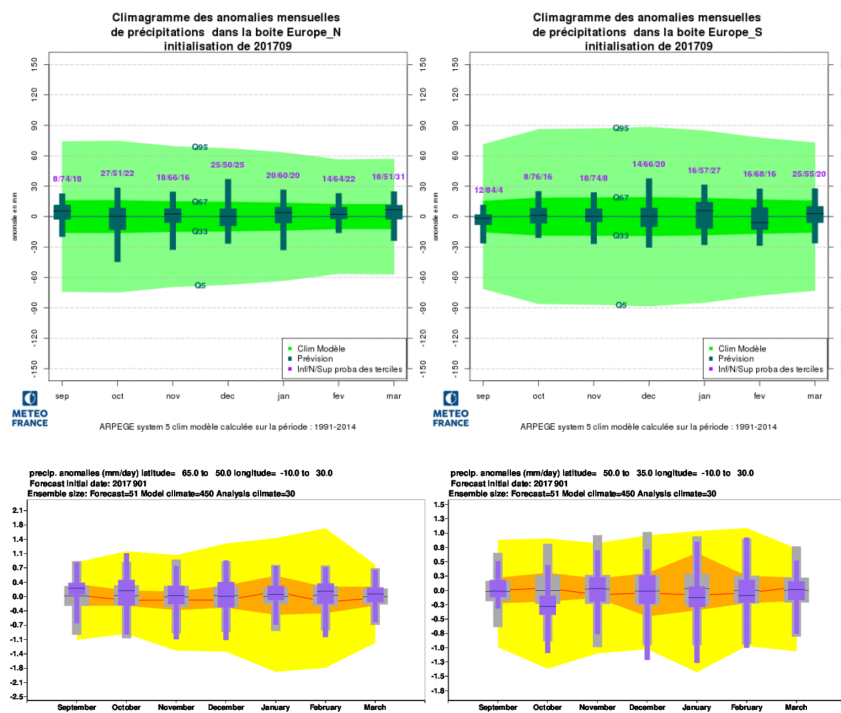 Climagramme des anomalies mensuelles
de précipitations dans la boite Europe_N
initialisation de 201709
150
120
90
60
30
0
-30
-60
-90
-120
-150
anomalie en mm
Q95
Q67
Q33
Q5
8/74/18
27/51/22
18/66/16
25/50/25
20/60/20
14/64/22
18/51/31
Clim Modèle
Prévision
Inf/N/Sup proba des terciles
sep oct nov dec jan fev mar
METEO
FRANCE
ARPEGE system 5 clim modèle calculée sur la période : 1991-2014
Climagramme des anomalies mensuelles
de précipitations dans la boite Europe_S
initialisation de 201709
150
120
90
60
30
0
-30
-60
-90
-120
-150
anomalie en mm
Q95
Q67
Q33
Q5
12/84/4
8/76/16
18/74/8
14/66/20
16/57/27
16/68/16
25/55/20
Clim Modèle
Prévision
Inf/N/Sup proba des terciles
sep oct nov dec jan fev mar
METEO
FRANCE
ARPEGE system 5 clim modèle calculée sur la période : 1991-2014
precip. anomalies (mm/day) latitude= 65.0 to 50.0 longitude= -10.0 to 30.0
Forecast initial date: 2017 901
Ensemble size: Forecast=51 Model climate=450 Analysis climate=30
2.1
1.8
1.4
1.1
0.7
0.4
0.0
-0.4
-0.7
-1.1
-1.4
-1.8
-2.1
-2.5
September October November December January February March
precip. anomalies (mm/day) latitude= 50.0 to 35.0 longitude= -10.0 to 30.0
Forecast initial date: 2017 901
Ensemble size: Forecast=51 Model climate=450 Analysis climate=30
1.5
1.3
1.0
0.8
0.5
0.3
0.0
-0.3
-0.5
-0.8
-1.0
-1.3
-1.5
-1.8
September October November December January February March